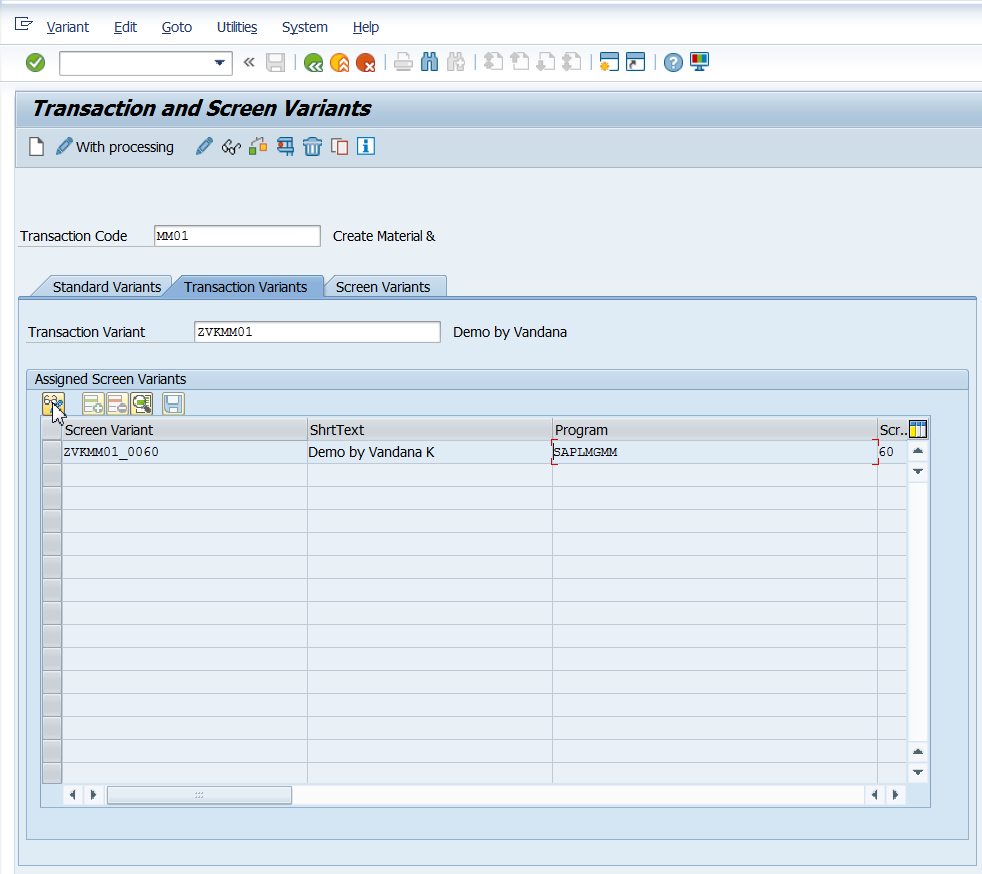 Variant Edit Goto Utilities System Help
Transaction and Screen Variants
With processing
Transaction Code MM01 Create Material &
Standard Variants Transaction Variants Screen Variants
Transaction Variant ZVKMM01 Demo by Vandana
Assigned Screen Variants
Screen Variant ShrtText Program Scr..
ZVKMM01_0060 Demo by Vandana K SAPLMGMM 60